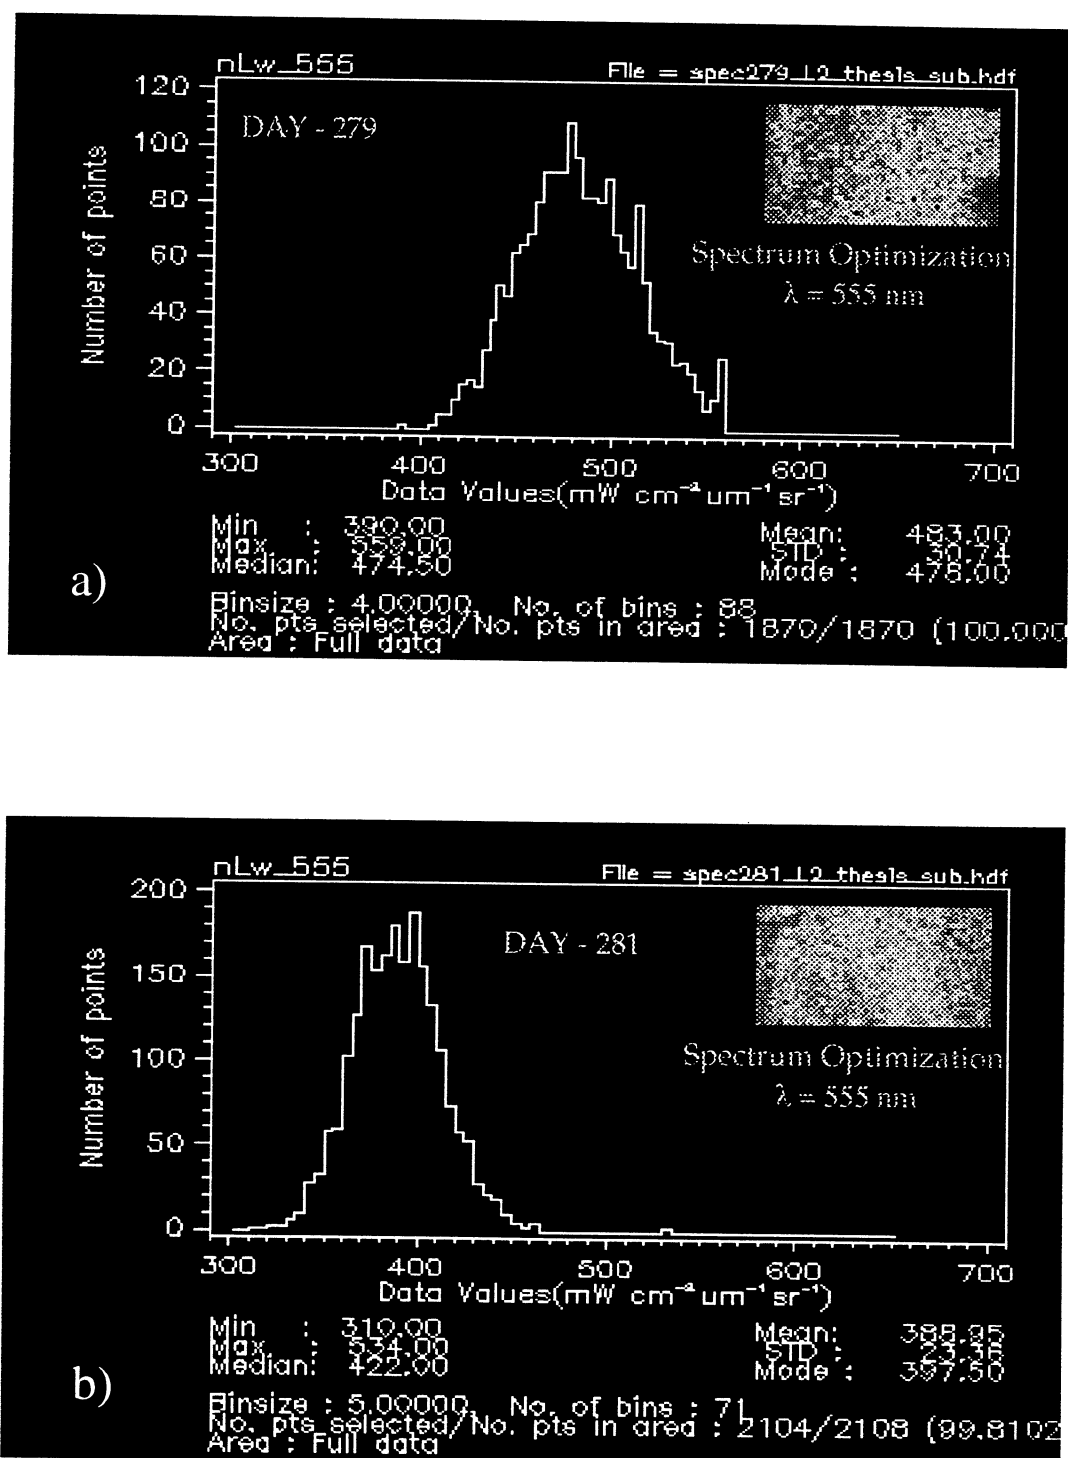 nLw_555
File = spec279_L2_thesis_sub.hdf
DAY - 279
120
100
80
60
40
20
0
Number of points
Spectrum Optimization
λ = 555 nm
300 400 500 600 700
Data Values(mW cm⁻² um⁻¹ sr⁻¹)
Min : 390.00 Mean: 483.00
Max. : 559.00 STD : 30.74
Median: 474.50 Mode : 478.00
a)
Binsize : 4.00000, No. of bins : 88
No. pts selected/No. pts in area : 1870/1870 (100.000
Area : Full data
nLw_555
File = spec281_L2_thesis_sub.hdf
DAY - 281
200
150
100
50
0
Number of points
Spectrum Optimization
λ = 555 nm
300 400 500 600 700
Data Values(mW cm⁻² um⁻¹ sr⁻¹)
Min : 310.00 Mean: 388.95
Max. : 534.00 STD : 23.36
Median: 422.00 Mode : 397.50
b)
Binsize : 5.00000, No. of bins : 71
No. pts selected/No. pts in area : 2104/2108 (99.8102
Area : Full data